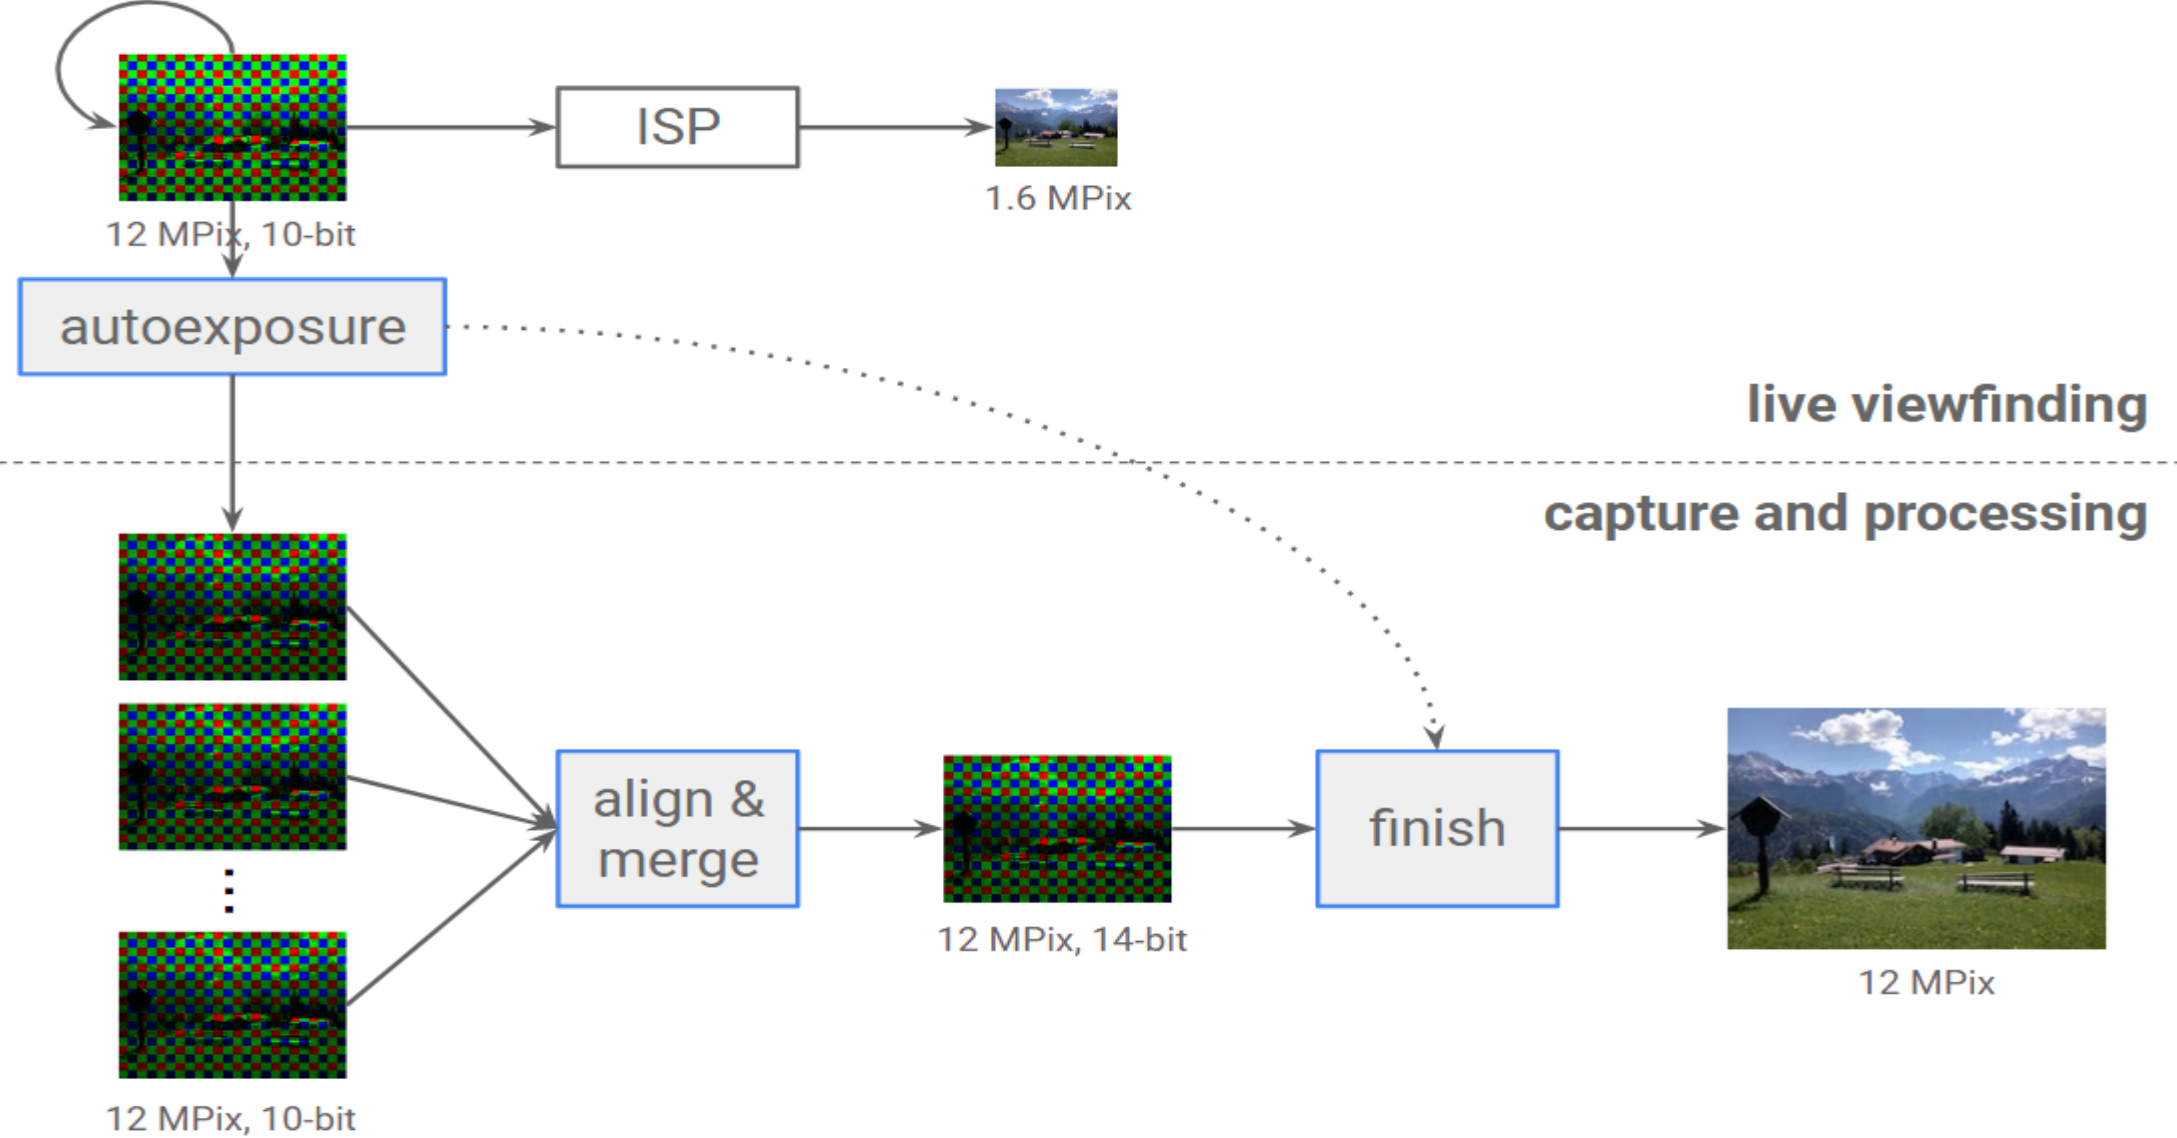 ISP
1.6 MPix
12 MPix, 10-bit
autoexposure
live viewfinding
capture and processing
align &
merge
finish
12 MPix, 14-bit
12 MPix
12 MPix, 10-bit